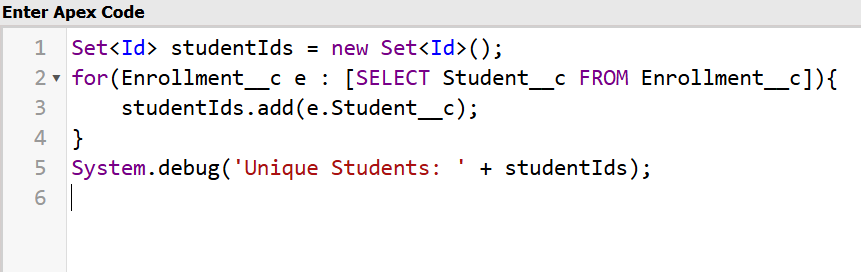 Enter Apex Code
1 Set<Id> studentIds = new Set<Id>();
2 for(Enrollment__c e : [SELECT Student__c FROM Enrollment__c]){
3     studentIds.add(e.Student__c);
4 }
5 System.debug('Unique Students: ' + studentIds);
6